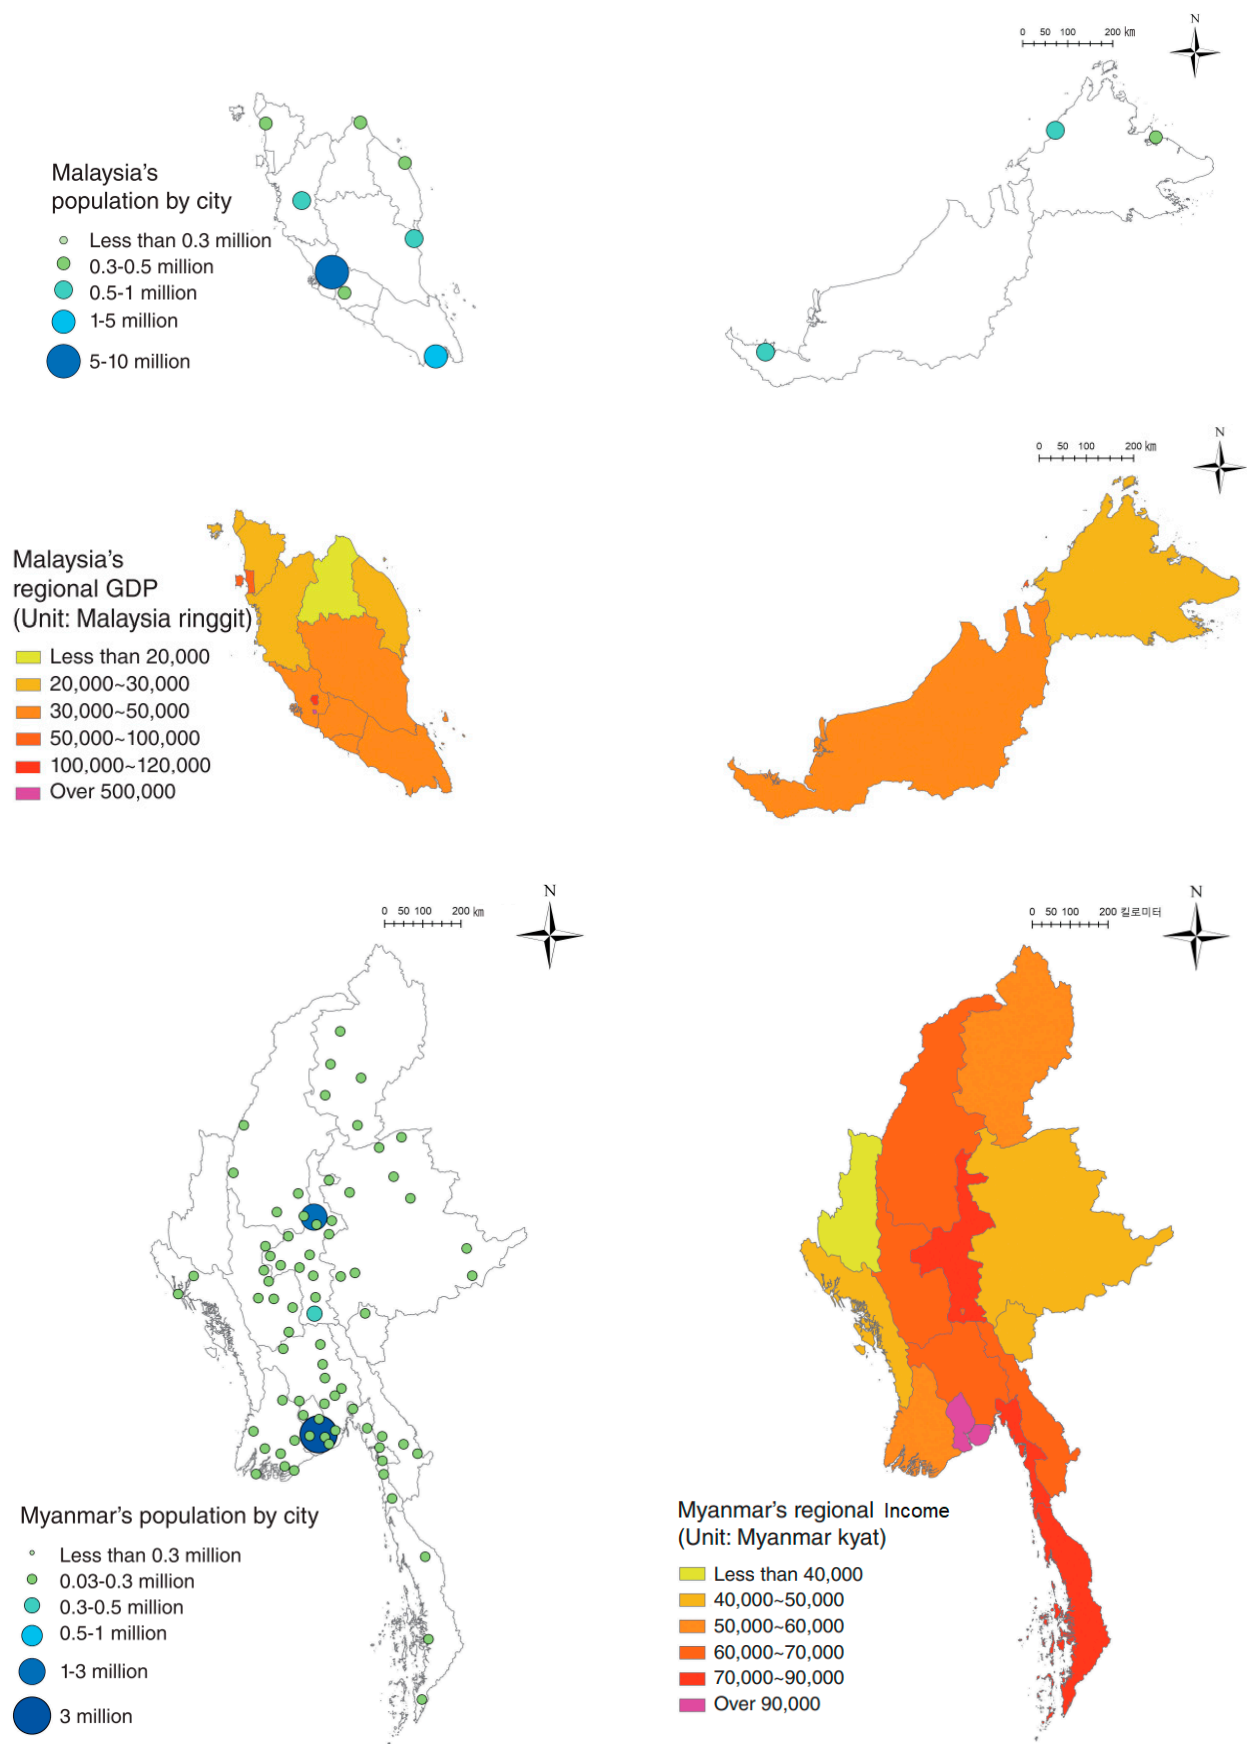 N
0 50 100 200 km
Malaysia's
population by city
Less than 0.3 million
0.3-0.5 million
0.5-1 million
1-5 million
5-10 million
N
0 50 100 200 km
Malaysia's
regional GDP
(Unit: Malaysia ringgit)
Less than 20,000
20,000~30,000
30,000~50,000
50,000~100,000
100,000~120,000
Over 500,000
N
0 50 100 200 km
N
0 50 100 200 킬로미터
Myanmar's population by city
Less than 0.3 million
0.03-0.3 million
0.3-0.5 million
0.5-1 million
1-3 million
3 million
Myanmar's regional Income
(Unit: Myanmar kyat)
Less than 40,000
40,000~50,000
50,000~60,000
60,000~70,000
70,000~90,000
Over 90,000